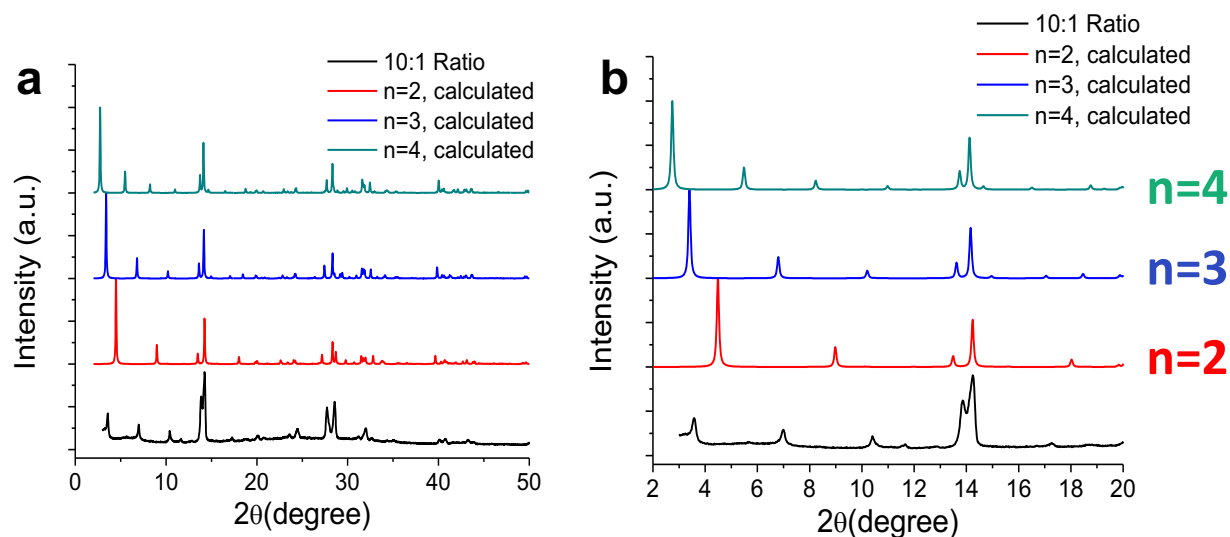 a
10:1 Ratio
n=2, calculated
n=3, calculated
n=4, calculated
Intensity (a.u.)
0 10 20 30 40 50
2θ(degree)
b
10:1 Ratio
n=2, calculated
n=3, calculated
n=4, calculated
Intensity (a.u.)
2 4 6 8 10 12 14 16 18 20
2θ(degree)
n=4
n=3
n=2